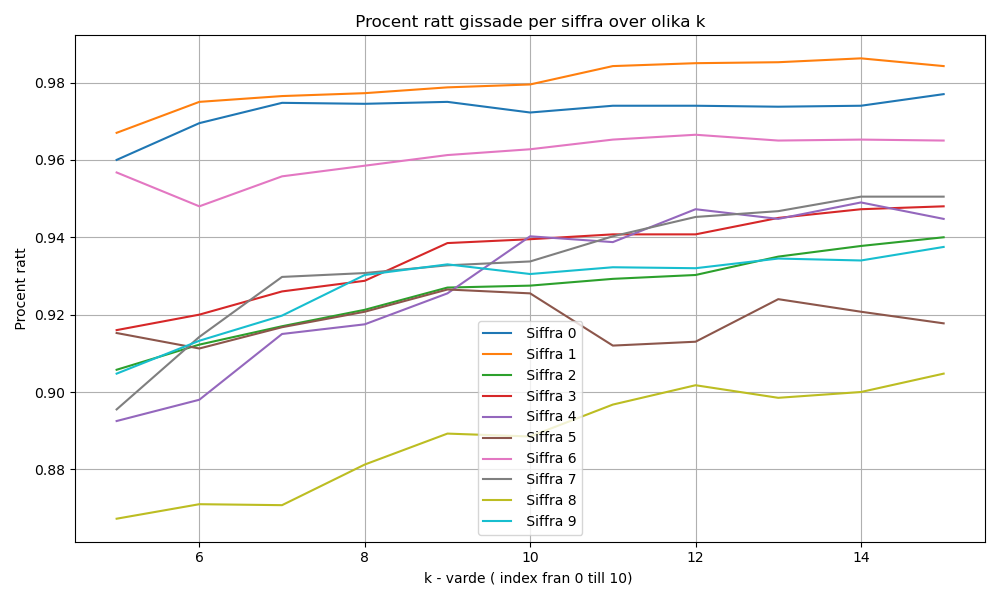 Procent ratt gissade per siffra over olika k
Procent ratt
0.98
0.96
0.94
0.92
0.90
0.88
Siffra 0
Siffra 1
Siffra 2
Siffra 3
Siffra 4
Siffra 5
Siffra 6
Siffra 7
Siffra 8
Siffra 9
6
8
10
12
14
k - varde ( index fran 0 till 10)